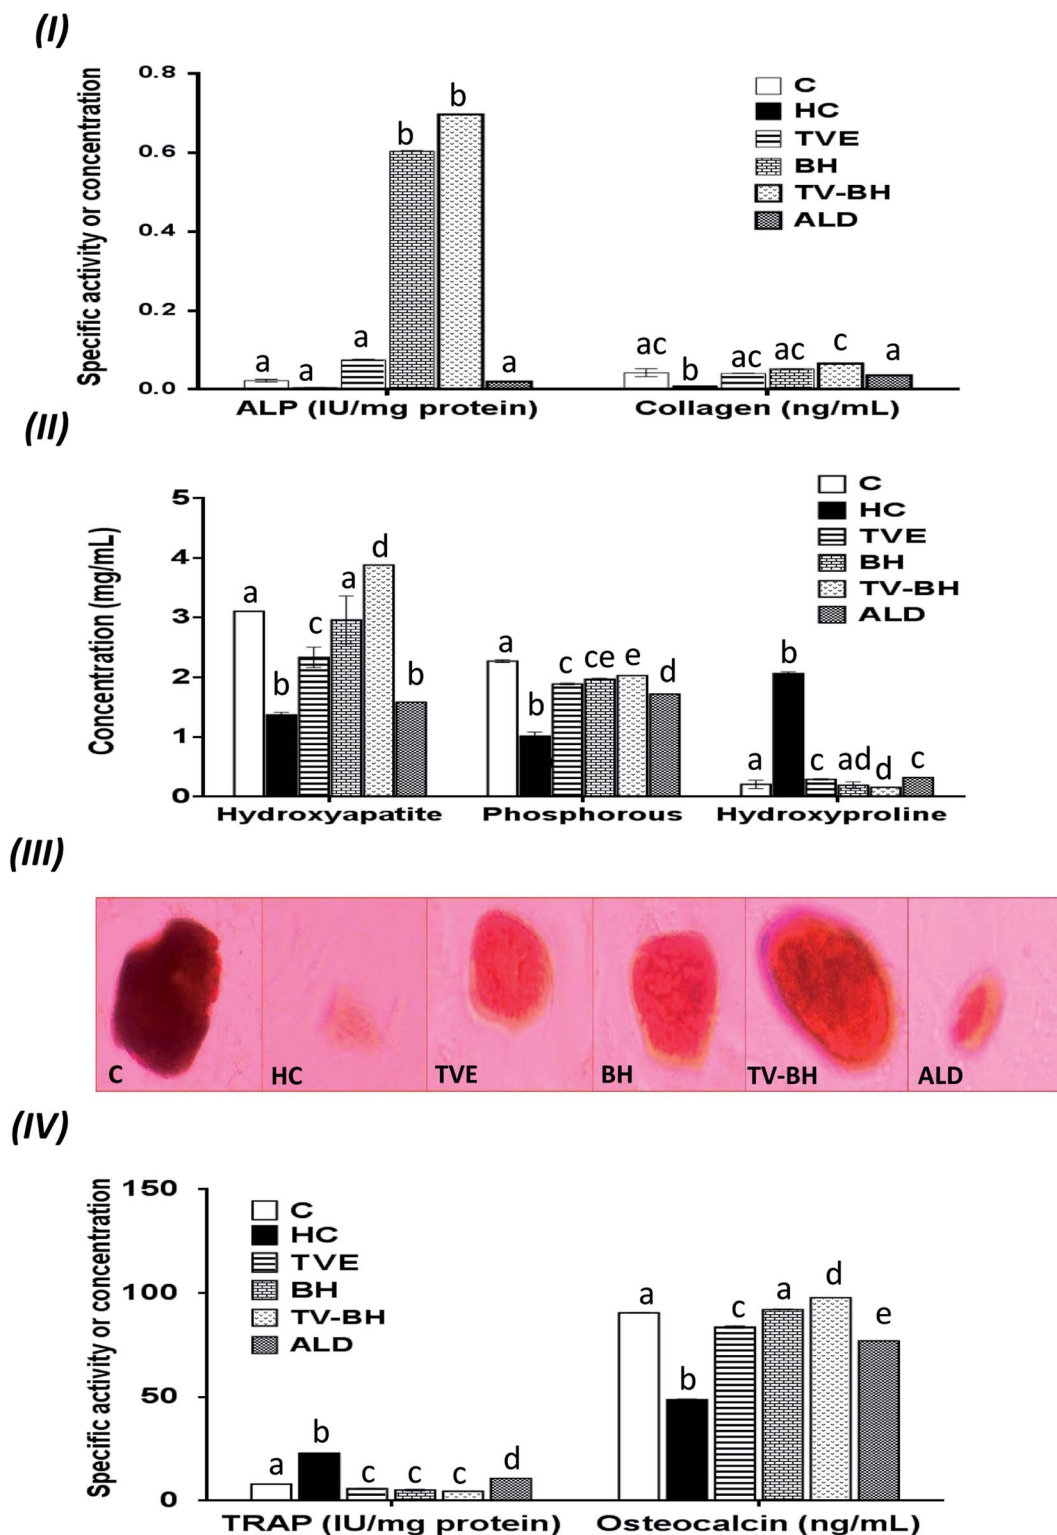 (I)
Specific activity or concentration
0.8
0.6
0.4
0.2
0.0
a a a b b a
ac b ac ac c a
C
HC
TVE
BH
TV-BH
ALD
ALP (IU/mg protein) Collagen (ng/mL)
(II)
Concentration (mg/mL)
5
4
3
2
1
0
a b c a d b
a b c ce e d
a b c ad d c
C
HC
TVE
BH
TV-BH
ALD
Hydroxyapatite Phosphorous Hydroxyproline
(III)
C HC TVE BH TV-BH ALD
(IV)
Specific activity or concentration
150
100
50
0
C
HC
TVE
BH
TV-BH
ALD
a b c c c d
a b c a d e
TRAP (IU/mg protein) Osteocalcin (ng/mL)